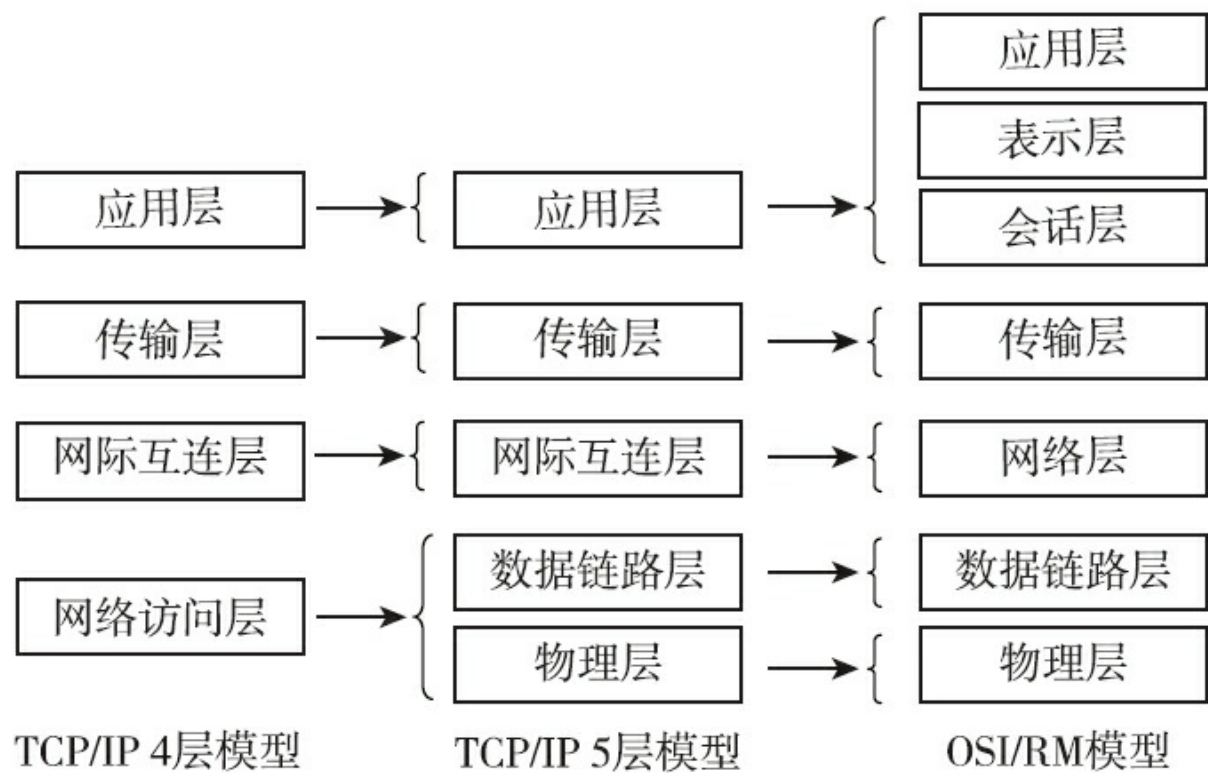 应用层
表示层
应用层 应用层
会话层
传输层 传输层 传输层
网际互连层 网际互连层 网络层
数据链路层 数据链路层
网络访问层
物理层 物理层
TCP/IP 4层模型 TCP/IP 5层模型 OSI/RM模型